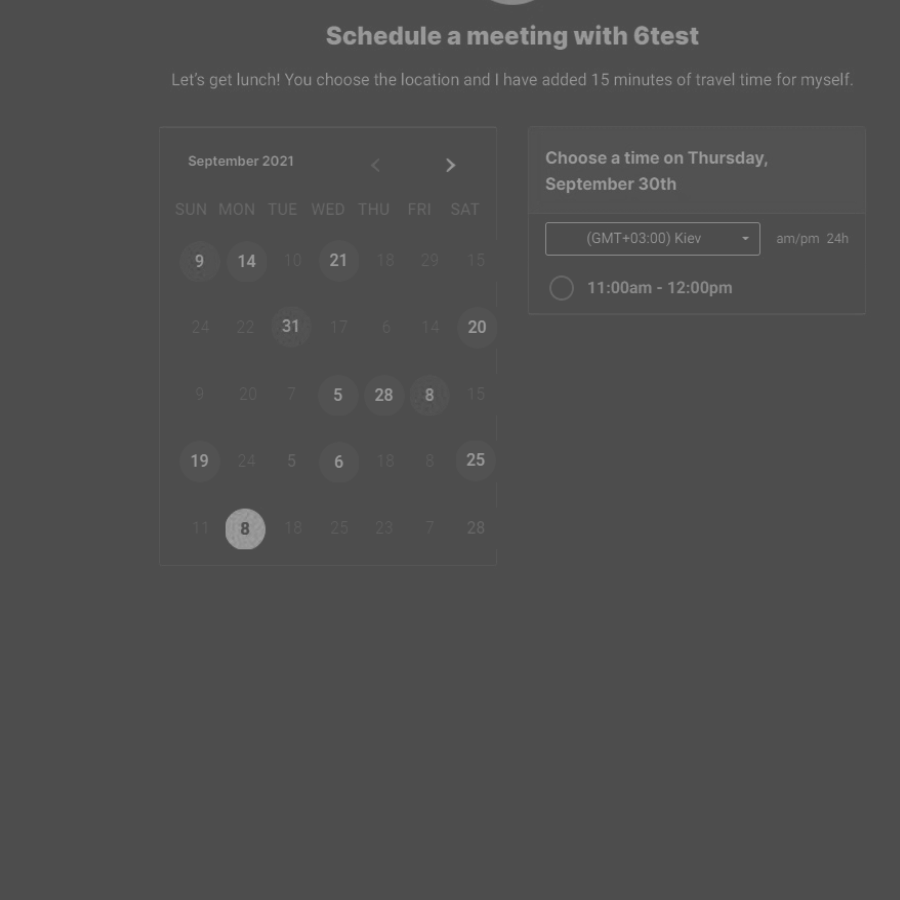 Schedule a meeting with 6test
Let's get lunch! You choose the location and I have added 15 minutes of travel time for myself.
September 2021
SUN MON TUE WED THU FRI SAT
9 14 10 21 18 29 15
24 22 31 17 6 14 20
9 20 7 5 28 8 15
19 24 5 6 18 8 25
11 8 18 25 23 7 28
Choose a time on Thursday,
September 30th
(GMT+03:00) Kiev am/pm 24h
11:00am - 12:00pm